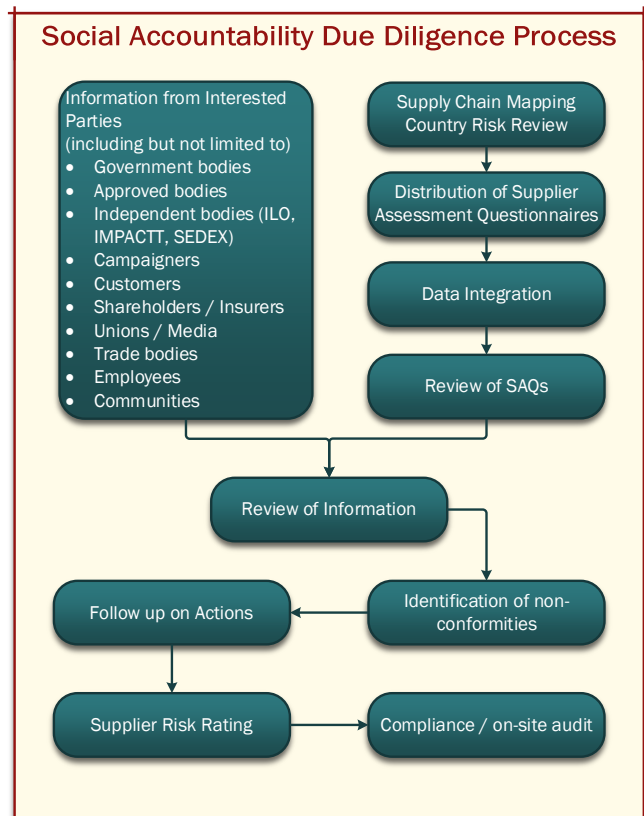 Social Accountability Due Diligence Process
Information from Interested
Parties
(including but not limited to)
• Government bodies
• Approved bodies
• Independent bodies (ILO,
IMPACTT, SEDEX)
• Campaigners
• Customers
• Shareholders / Insurers
• Unions / Media
• Trade bodies
• Employees
• Communities
Supply Chain Mapping
Country Risk Review
Distribution of Supplier
Assessment Questionnaires
Data Integration
Review of SAQs
Review of Information
Identification of non-
conformities
Follow up on Actions
Supplier Risk Rating
Compliance / on-site audit